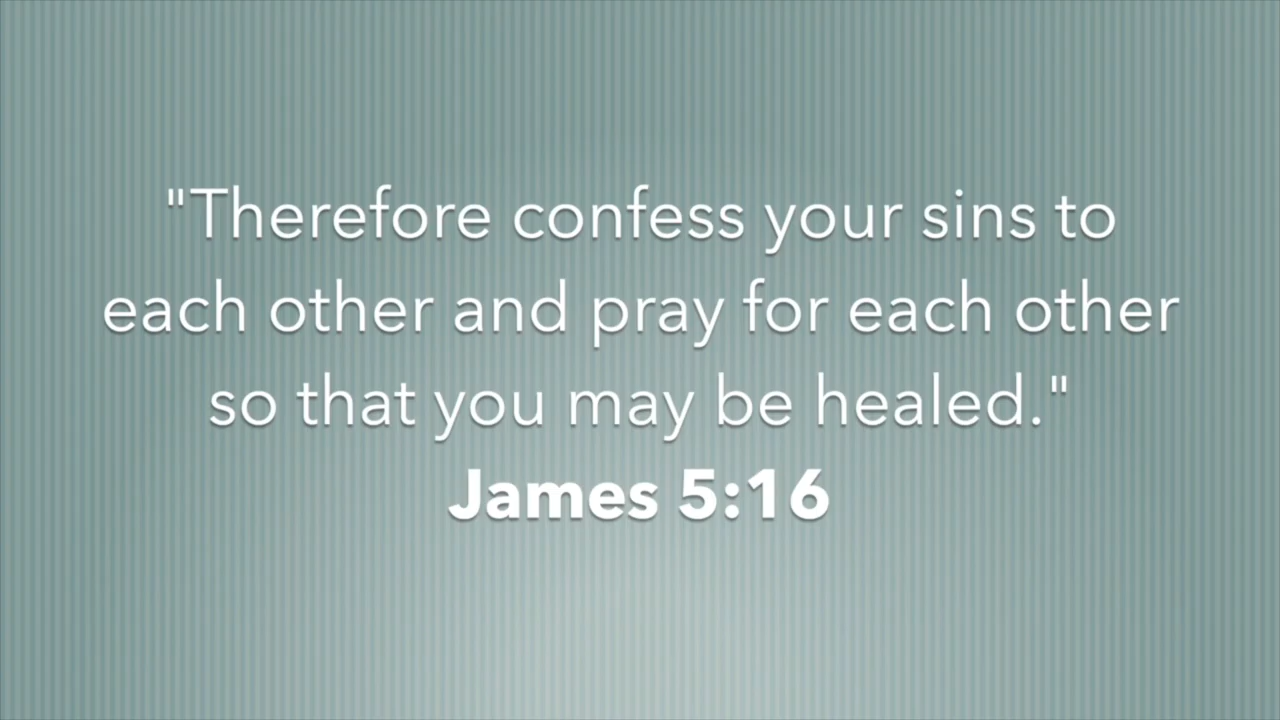 "Therefore confess your sins to
each other and pray for each other
so that you may be healed."
James 5:16